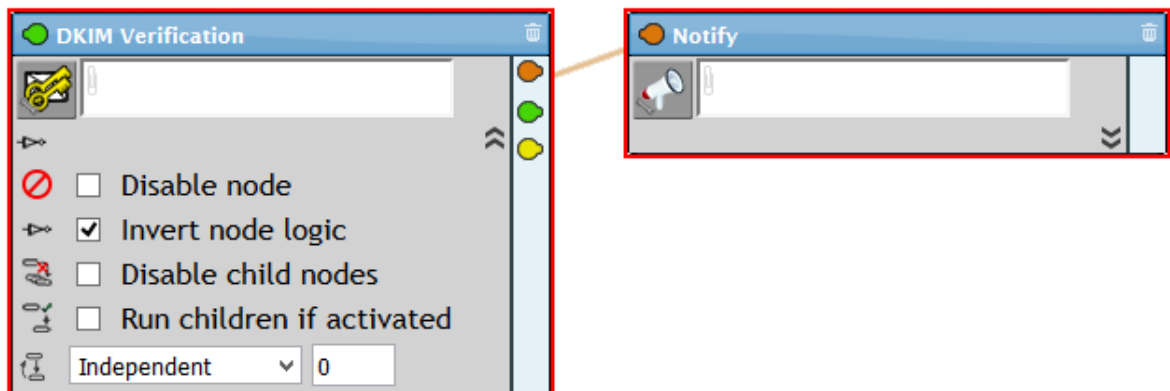 DKIM Verification
Notify
Disable node
Invert node logic
Disable child nodes
Run children if activated
Independent 0